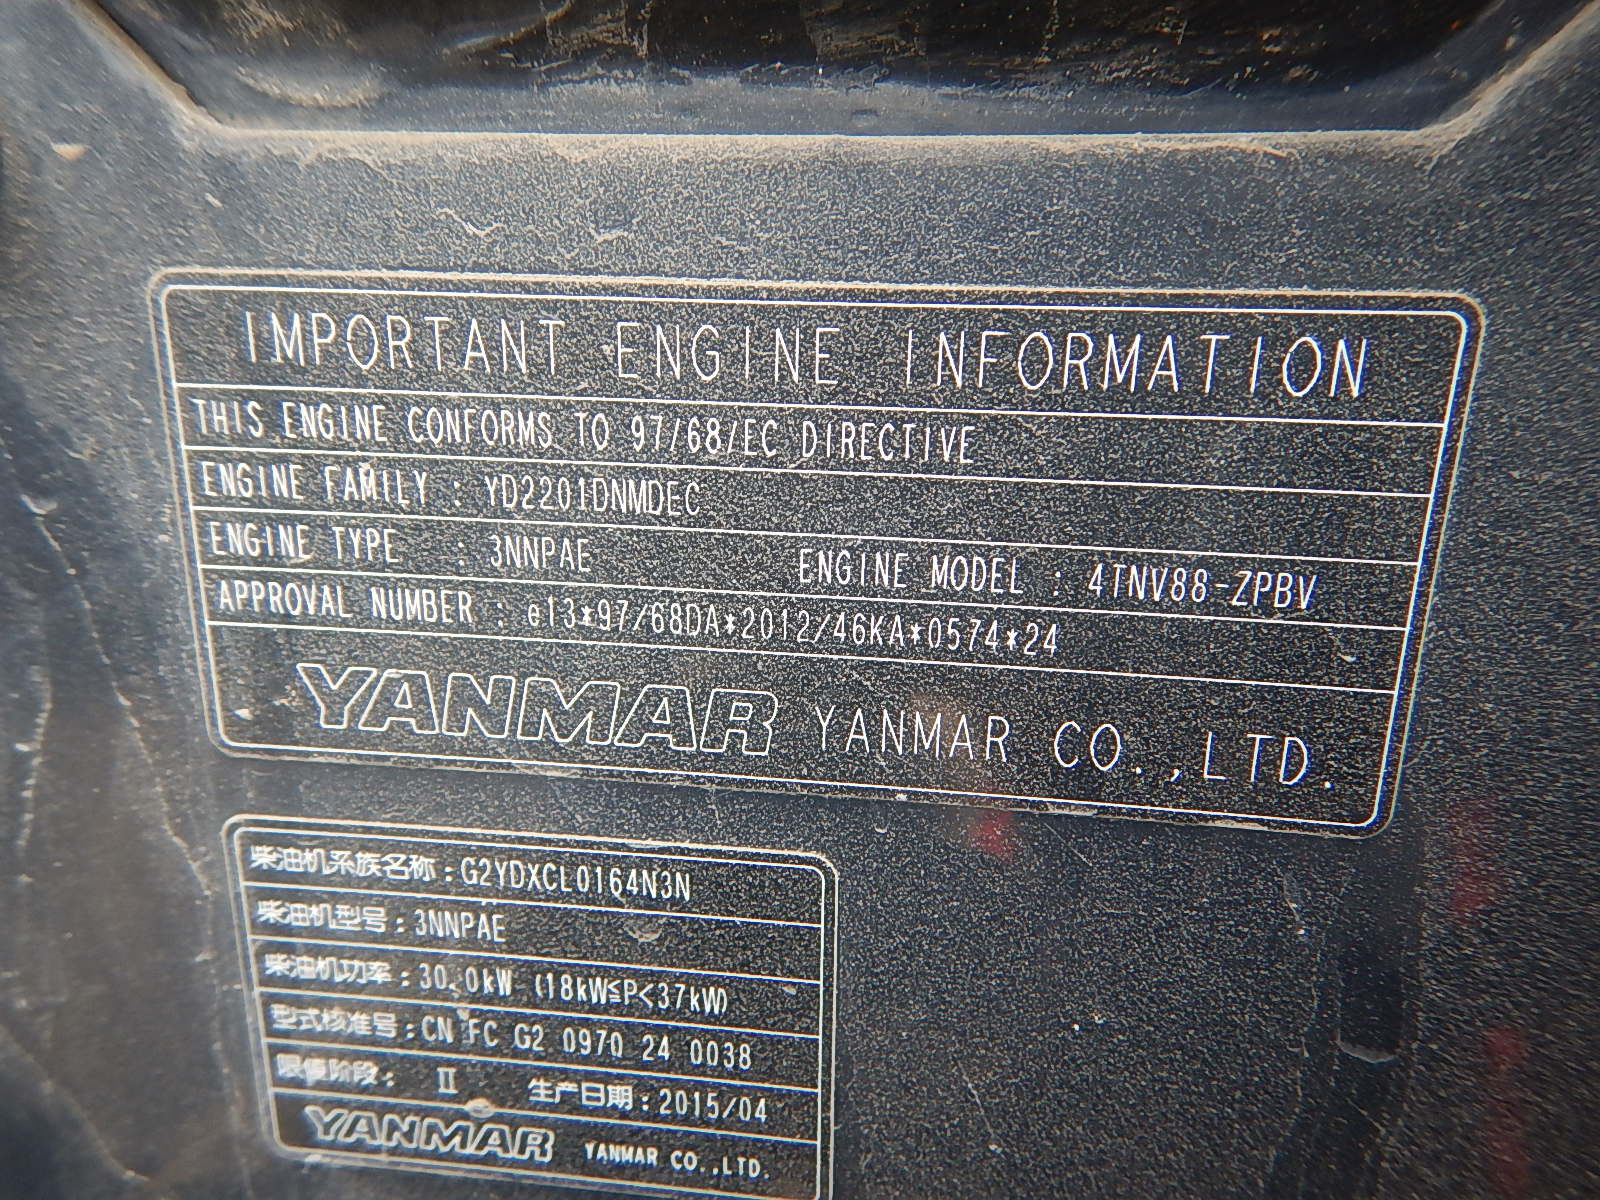 IMPORTANT ENGINE INFORMATION
THIS ENGINE CONFORMS TO 97/68/EC DIRECTIVE
ENGINE FAMILY : YD2201DNMDEC
ENGINE TYPE : 3NNPAE ENGINE MODEL : 4TNV88-ZPBV
APPROVAL NUMBER : e13*97/68DA*2012/46KA*0574*24
YANMAR YANMAR CO.,LTD.
柴油机系族名称:G2YDXCL0164N3N
柴油机型号:3NNPAE
柴油机功率:30.0kW (18kW≦P<37kW)
型式核准号:CN FC G2 0970 24 0038
限值阶段: Ⅱ 生产日期:2015/04
YANMAR YANMAR CO.,LTD.